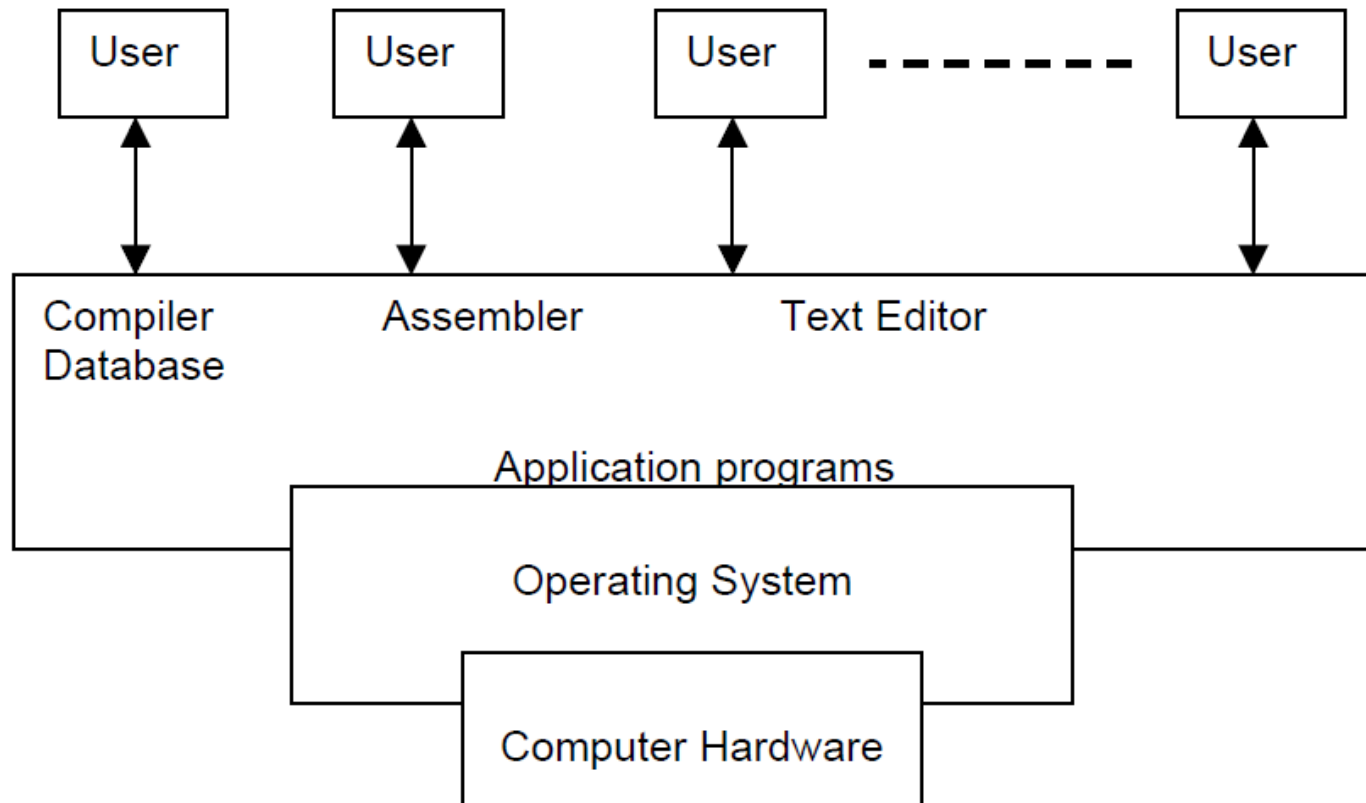 User User User User
Compiler Assembler Text Editor
Database
Application programs
Operating System
Computer Hardware